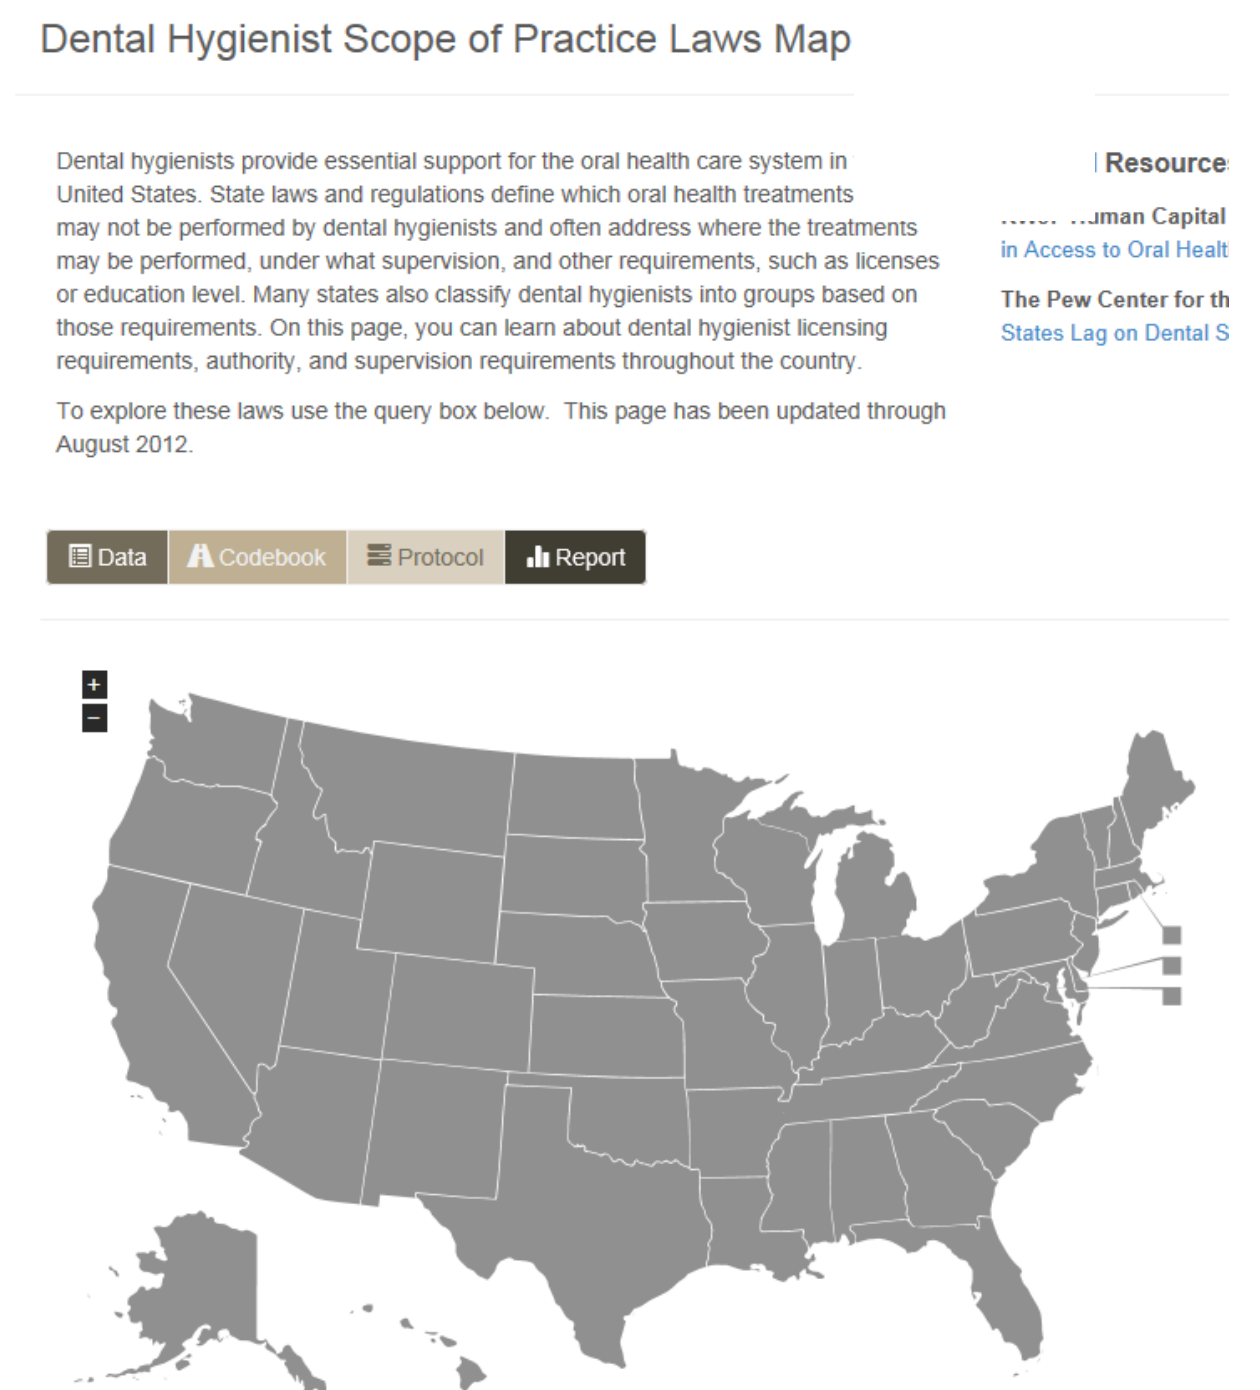 Dental Hygienist Scope of Practice Laws Map
Dental hygienists provide essential support for the oral health care system in
United States. State laws and regulations define which oral health treatments
may not be performed by dental hygienists and often address where the treatments
may be performed, under what supervision, and other requirements, such as licenses
or education level. Many states also classify dental hygienists into groups based on
those requirements. On this page, you can learn about dental hygienist licensing
requirements, authority, and supervision requirements throughout the country.
To explore these laws use the query box below. This page has been updated through
August 2012.
Capital
in Access to Oral
The Pew Center for
States Lag on Dental
Data Codebook Protocol Report
+
−